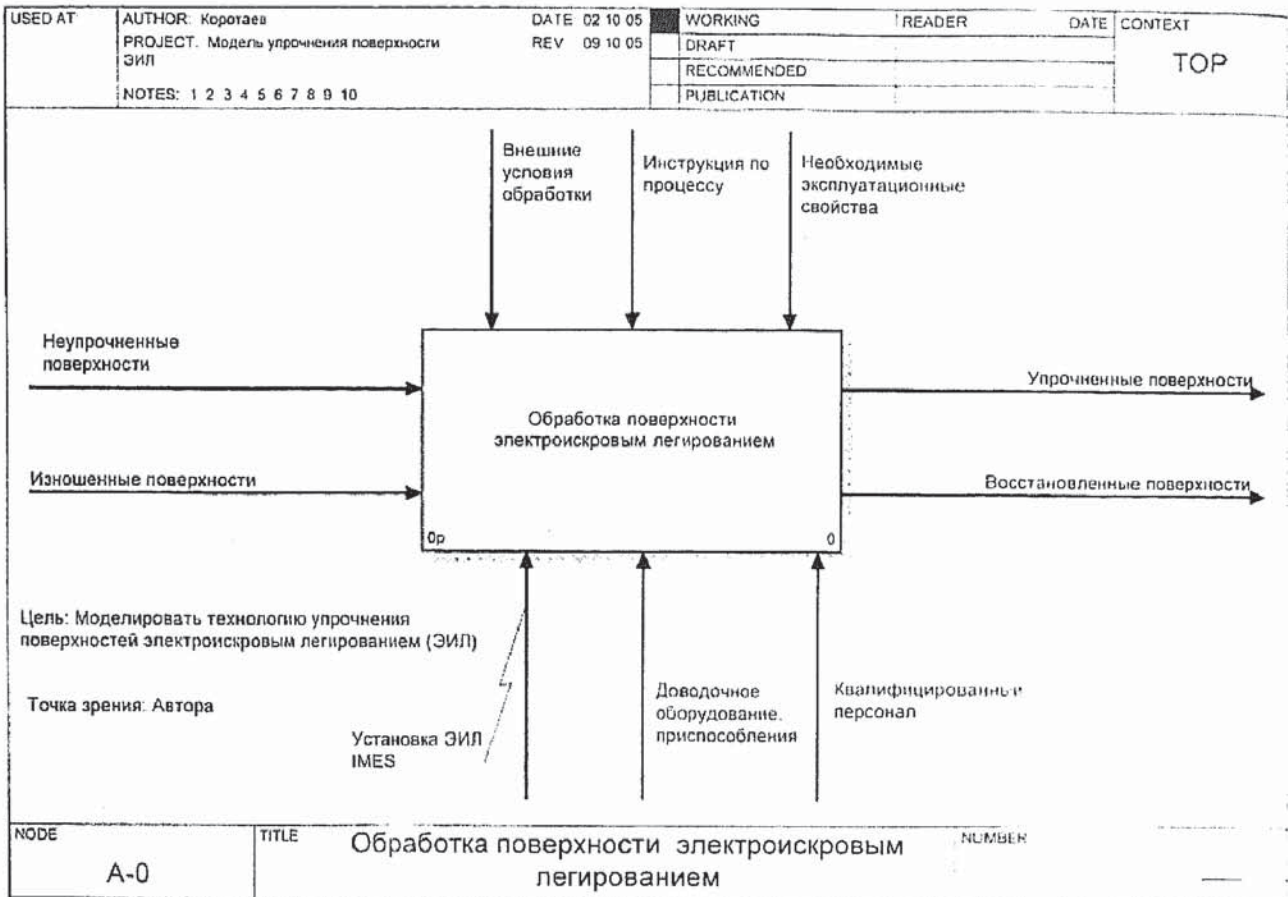 USED AT
AUTHOR: Коротаев
DATE 02 10 05
PROJECT. Модель упрочнения поверхности
REV 09 10 05
ЭИЛ
NOTES: 1 2 3 4 5 6 7 8 9 10
WORKING
READER
DATE
CONTEXT
DRAFT
RECOMMENDED
PUBLICATION
TOP
Внешние
условия
обработки
Инструкция по
процессу
Необходимые
эксплуатационные
свойства
Неупрочненные
поверхности
Изношенные поверхности
Обработка поверхности
электроискровым легированием
0р
0
Упрочненные поверхности
Восстановленные поверхности
Цель: Моделировать технологию упрочнения
поверхностей электроискровым легированием (ЭИЛ)
Точка зрения: Автора
Установка ЭИЛ
IMES
Доводочное
оборудование,
приспособления
Квалифицированный
персонал
NODE
A-0
TITLE
Обработка поверхности электроискровым
легированием
NUMBER